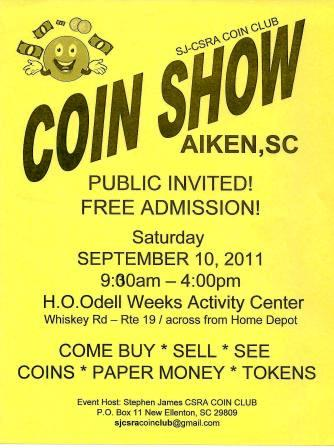 SJ-CSRA COIN CLUB
COIN SHOW
AIKEN,SC
PUBLIC INVITED!
FREE ADMISSION!
Saturday
SEPTEMBER 10, 2011
9:30am – 4:00pm
H.O.Odell Weeks Activity Center
Whiskey Rd – Rte 19 / across from Home Depot
COME BUY * SELL * SEE
COINS * PAPER MONEY * TOKENS
Event Host: Stephen James CSRA COIN CLUB
P.O. Box 11 New Ellenton, SC 29809
sjcsracoinclub@gmail.com